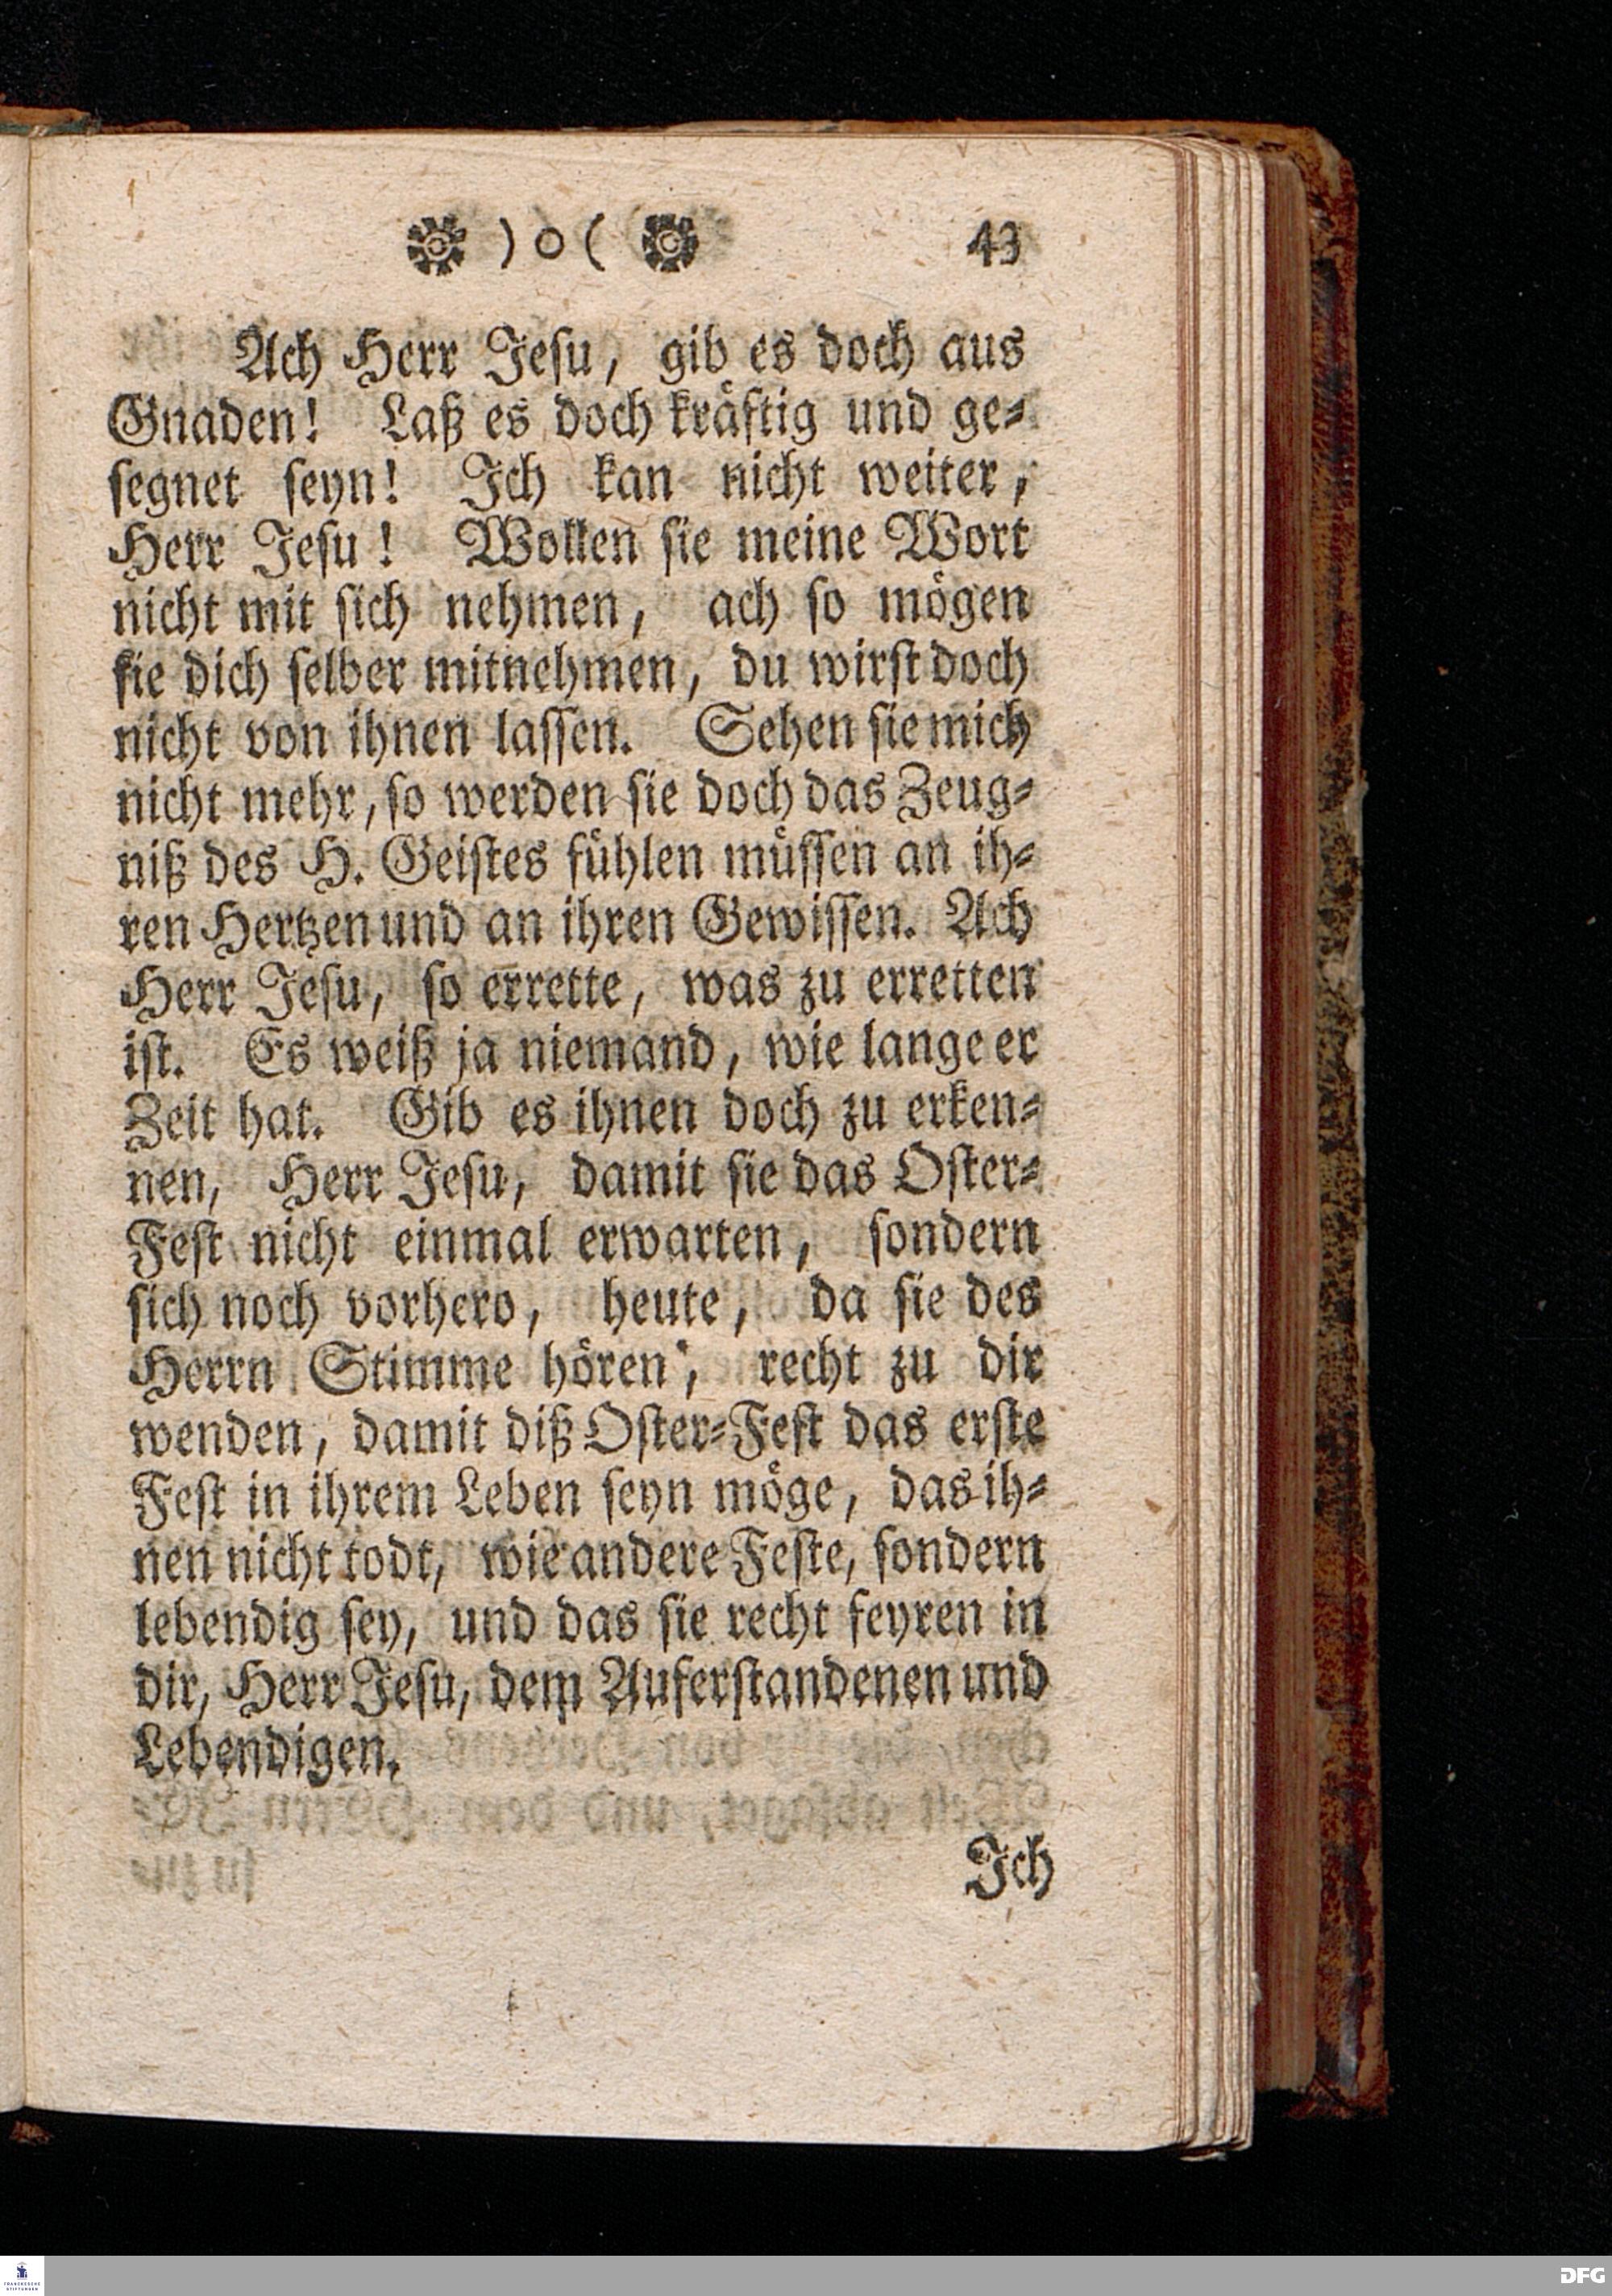 ) o ( 43
Ach Herr Jesu, gib es doch aus
Gnaden! Laß es doch kräftig und ge-
segnet seyn! Ich kan nicht weiter,
Herr Jesu! Wollen sie meine Wort
nicht mit sich nehmen, ach so mögen
sie dich selber mitnehmen, du wirst doch
nicht von ihnen lassen. Sehen sie mich
nicht mehr, so werden sie doch das Zeug-
niß des H. Geistes fühlen müssen an ih-
ren Hertzen und an ihren Gewissen. Ach
Herr Jesu, so errette, was zu erretten
ist. Es weiß ja niemand, wie lange er
Zeit hat. Gib es ihnen doch zu erken-
nen, Herr Jesu, damit sie das Oster-
Fest nicht einmal erwarten, sondern
sich noch vorhero, heute, da sie des
Herrn Stimme hören, recht zu dir
wenden, damit diß Oster-Fest das erste
Fest in ihrem Leben seyn möge, das ih-
nen nicht todt, wie andere Feste, sondern
lebendig sey, und das sie recht feyren in
dir, Herr Jesu, dem Auferstandenen und
Lebendigen.
Ich
FRANCKESCHE
STIFTUNGEN
DFG